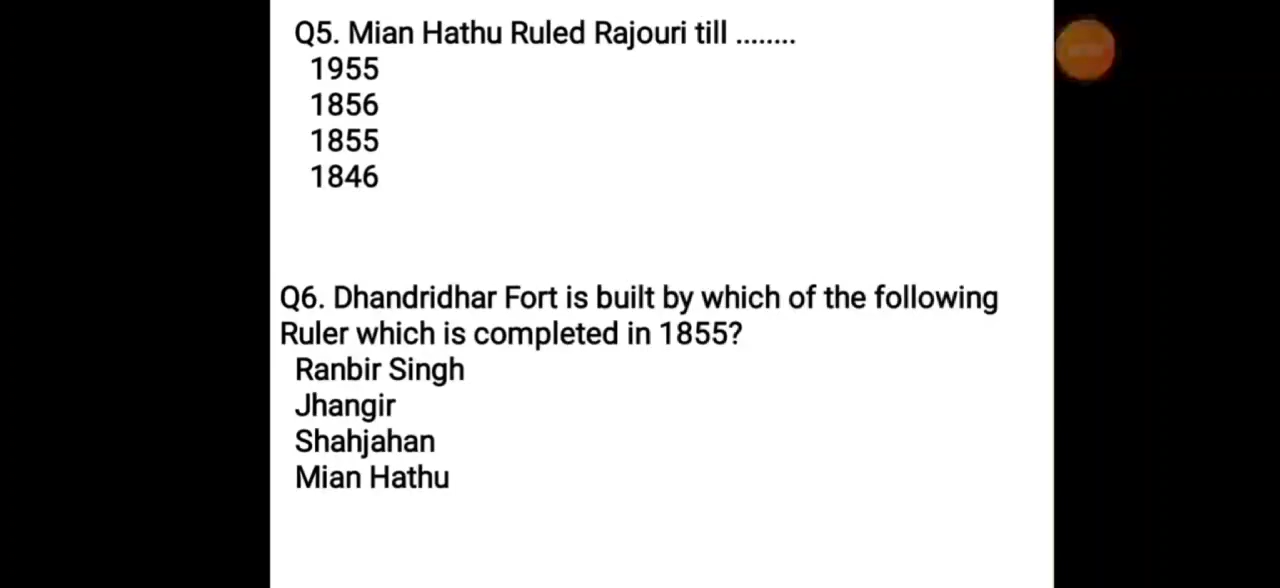 Q5. Mian Hathu Ruled Rajouri till ........
1955
1856
1855
1846
Q6. Dhandridhar Fort is built by which of the following
Ruler which is completed in 1855?
Ranbir Singh
Jhangir
Shahjahan
Mian Hathu